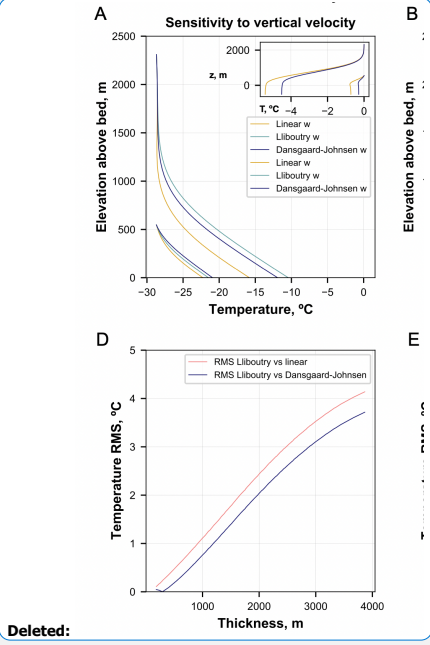 A
B
Sensitivity to vertical velocity
2500
2000
1500
1000
500
0
Elevation above bed, m
−30 −25 −20 −15 −10 −5 0
Temperature, ºC
2000
0
z, m
T, ºC −4 −2 0
Linear w
Lliboutry w
Dansgaard-Johnsen w
Linear w
Lliboutry w
Dansgaard-Johnsen w
Elevation above bed, m
D
E
5
4
3
2
1
0
Temperature RMS, ºC
RMS Lliboutry vs linear
RMS Lliboutry vs Dansgaard-Johnsen
1000 2000 3000 4000
Thickness, m
Deleted: